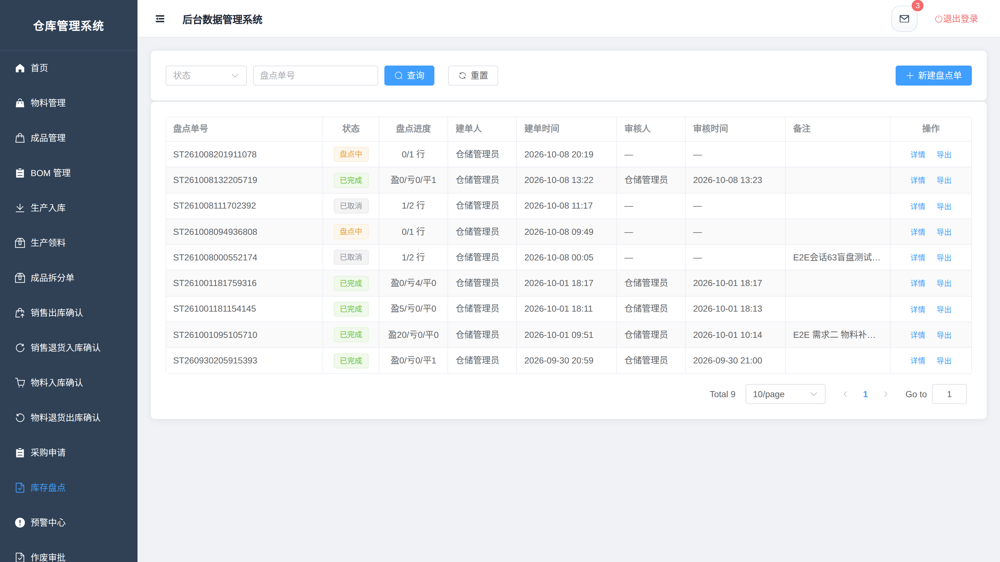 仓库管理系统
首页
物料管理
成品管理
BOM 管理
生产入库
生产领料
成品拆分单
销售出库确认
销售退货入库确认
物料入库确认
物料退货出库确认
采购申请
库存盘点
预警中心
作废审批
后台数据管理系统
3
退出登录
状态 盘点单号 查询 重置 新建盘点单
盘点单号 状态 盘点进度 建单人 建单时间 审核人 审核时间 备注 操作
ST261008201911078 盘点中 0/1 行 仓储管理员 2026-10-08 20:19 — — 详情 导出
ST261008132205719 已完成 盈0/亏0/平1 仓储管理员 2026-10-08 13:22 仓储管理员 2026-10-08 13:23 详情 导出
ST261008111702392 已取消 1/2 行 仓储管理员 2026-10-08 11:17 — — 详情 导出
ST261008094936808 盘点中 0/1 行 仓储管理员 2026-10-08 09:49 — — 详情 导出
ST261008000552174 已取消 1/2 行 仓储管理员 2026-10-08 00:05 — — E2E会话63盲盘测试… 详情 导出
ST261001181759316 已完成 盈0/亏4/平0 仓储管理员 2026-10-01 18:17 仓储管理员 2026-10-01 18:17 详情 导出
ST261001181154145 已完成 盈5/亏0/平0 仓储管理员 2026-10-01 18:11 仓储管理员 2026-10-01 18:13 详情 导出
ST261001095105710 已完成 盈20/亏0/平0 仓储管理员 2026-10-01 09:51 仓储管理员 2026-10-01 10:14 E2E 需求二 物料补… 详情 导出
ST260930205915393 已完成 盈0/亏0/平1 仓储管理员 2026-09-30 20:59 仓储管理员 2026-09-30 21:00 详情 导出
Total 9 10/page 1 Go to 1